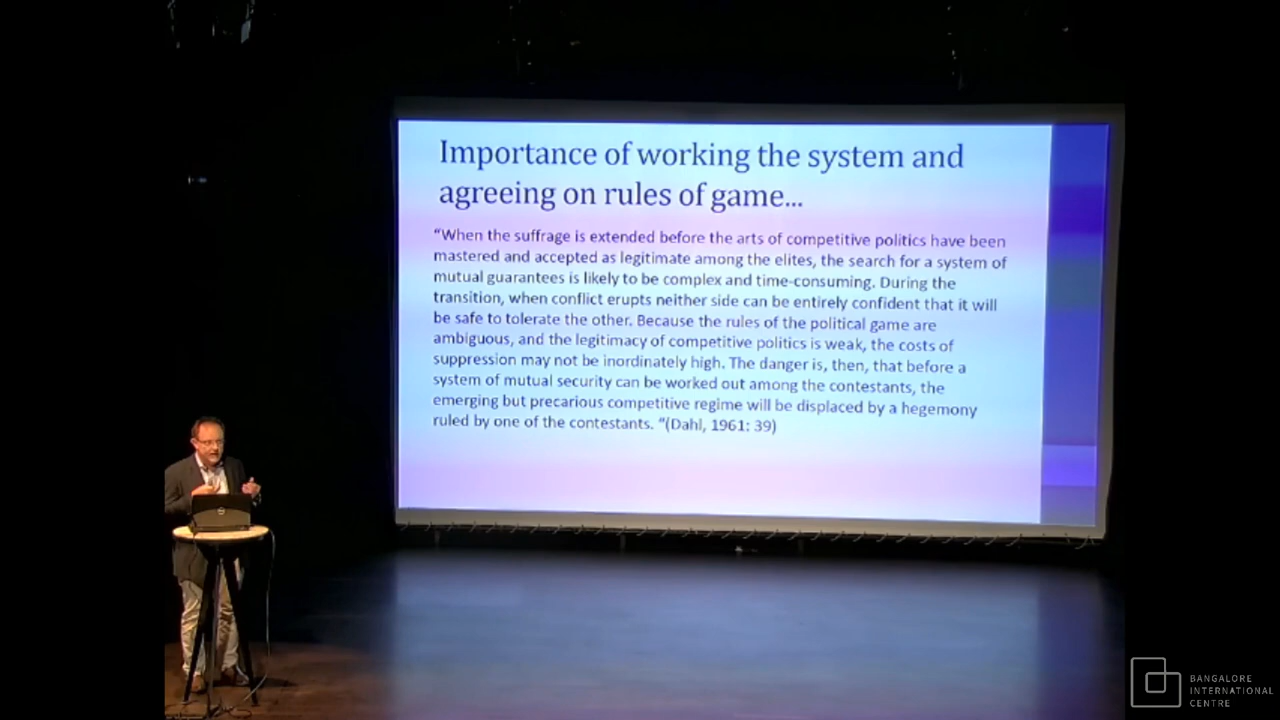 Importance of working the system and
agreeing on rules of game...
“When the suffrage is extended before the arts of competitive politics have been
mastered and accepted as legitimate among the elites, the search for a system of
mutual guarantees is likely to be complex and time-consuming. During the
transition, when conflict erupts neither side can be entirely confident that it will
be safe to tolerate the other. Because the rules of the political game are
ambiguous, and the legitimacy of competitive politics is weak, the costs of
suppression may not be inordinately high. The danger is, then, that before a
system of mutual security can be worked out among the contestants, the
emerging but precarious competitive regime will be displaced by a hegemony
ruled by one of the contestants. “(Dahl, 1961: 39)
BANGALORE
INTERNATIONAL
CENTRE